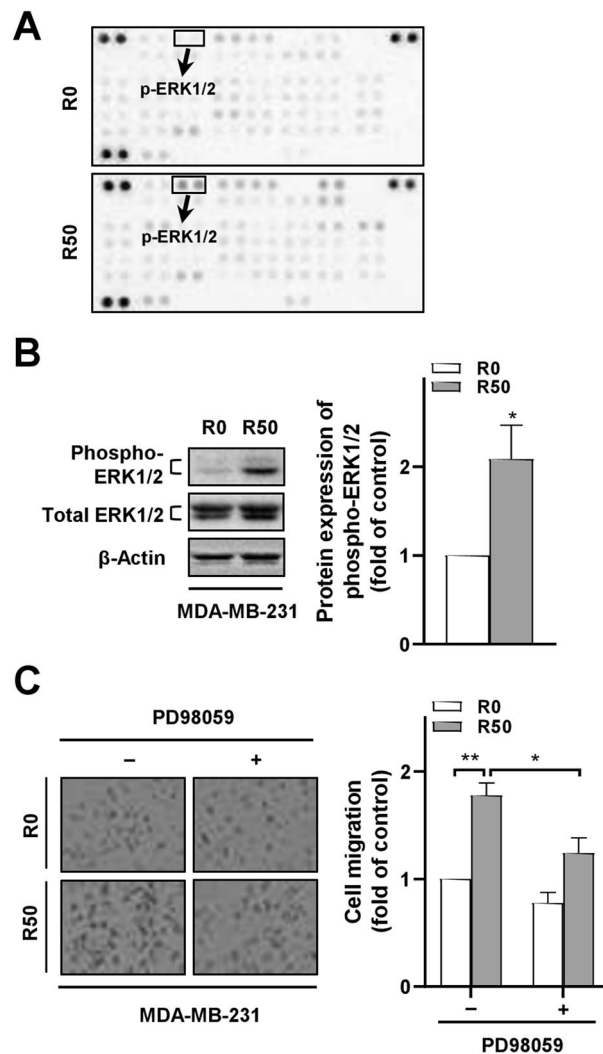 A
R0
p-ERK1/2
R50
p-ERK1/2
B
R0 R50
Phospho-
ERK1/2
Total ERK1/2
β-Actin
MDA-MB-231
Protein expression of
phospho-ERK1/2
(fold of control)
R0
R50
2
1
0
*
C
PD98059
– +
R0
R50
MDA-MB-231
Cell migration
(fold of control)
R0
R50
2
1
0
** *
– +
PD98059